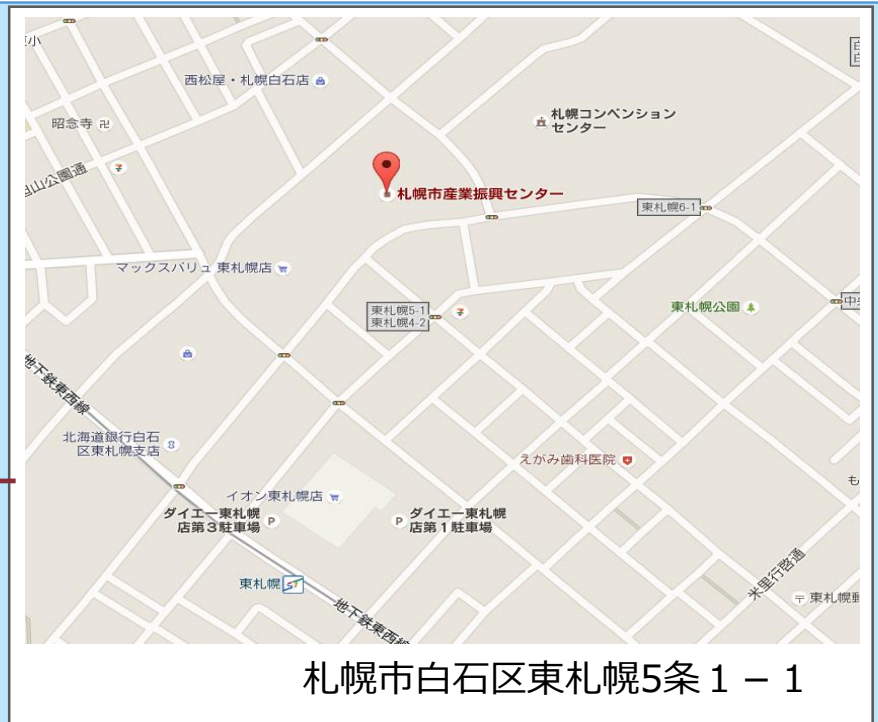 小
西松屋・札幌白石店
昭念寺
札幌コンベンション
センター
山公園通
札幌市産業振興センター
東札幌6-1
マックスバリュ 東札幌店
東札幌公園
東札幌5-1
東札幌4-2
中央
地下鉄東西線
北海道銀行白石
区東札幌支店
えがみ歯科医院
も
イオン東札幌店
ダイエー東札幌
店第3駐車場
ダイエー東札幌
店第1駐車場
東札幌
米里行啓通
〒 東札幌郵
地下鉄東西線
札幌市白石区東札幌5条1－1